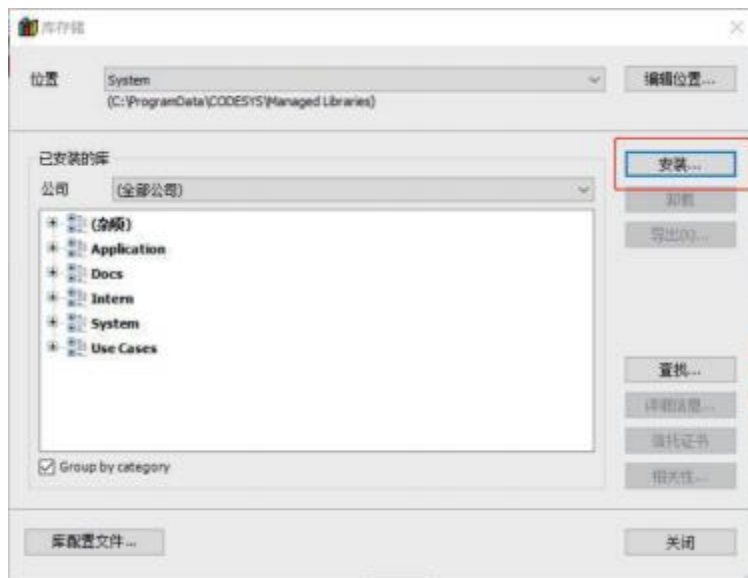 库存储
位置 System 编辑位置...
(C:\ProgramData\CODESYS\Managed Libraries)
已安装的库
安装...
公司 (全部公司)
卸载
(杂项)
导出(X)...
Application
Docs
Intern
System
Use Cases
查找...
详细信息...
信托证书
Group by category
相关性...
库配置文件...
关闭